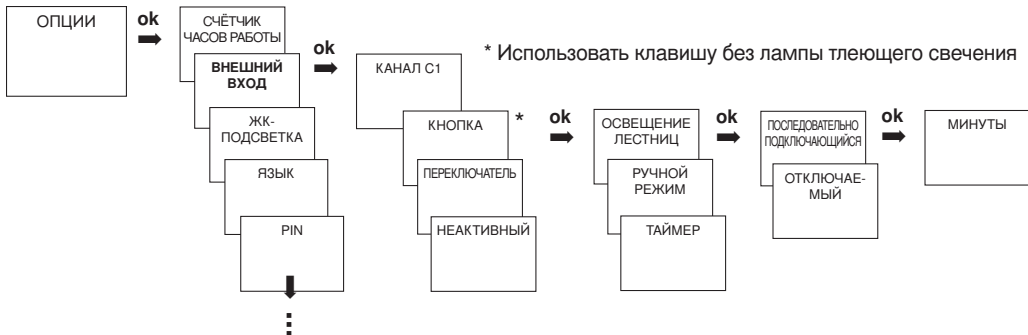 ОПЦИИ
ok
СЧЁТЧИК
ЧАСОВ РАБОТЫ
ВНЕШНИЙ
ВХОД
ЖК-
ПОДСВЕТКА
ЯЗЫК
PIN
ok
КАНАЛ C1
КНОПКА
*
ПЕРЕКЛЮЧАТЕЛЬ
НЕАКТИВНЫЙ
* Использовать клавишу без лампы тлеющего свечения
ok
ОСВЕЩЕНИЕ
ЛЕСТНИЦ
РУЧНОЙ
РЕЖИМ
ТАЙМЕР
ok
ПОСЛЕДОВАТЕЛЬНО
ПОДКЛЮЧАЮЩИЙСЯ
ОТКЛЮЧАЕ-
МЫЙ
ok
МИНУТЫ